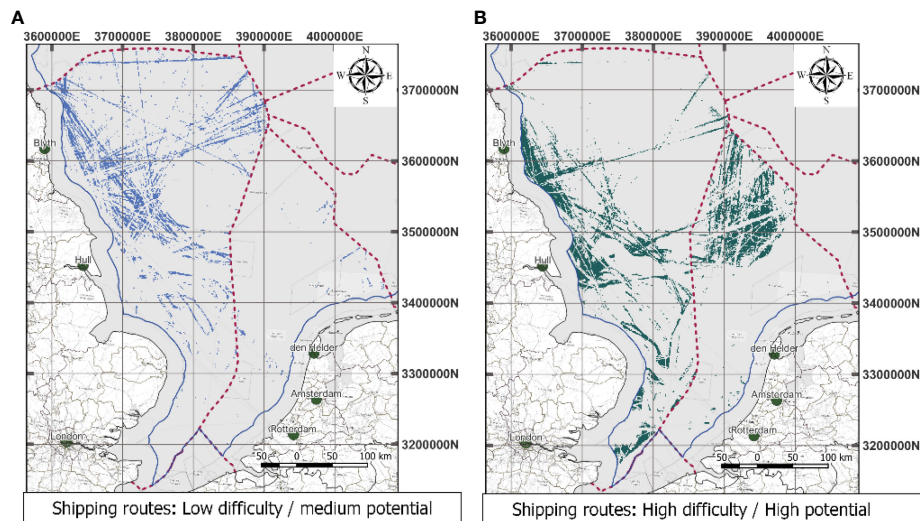 A
B
3600000E 3700000E 3800000E 3900000E 4000000E
3600000E 3700000E 3800000E 3900000E 4000000E
N
W E
S
N
W E
S
3700000N
3700000N
Blyth
Blyth
3600000N
3600000N
3500000N
3500000N
Hull
Hull
3400000N
3400000N
den Helder
den Helder
3300000N
3300000N
Amsterdam
Amsterdam
Rotterdam
Rotterdam
London
London
3200000N
3200000N
50 0 50 100 km
50 0 50 100 km
Shipping routes: Low difficulty / medium potential
Shipping routes: High difficulty / High potential